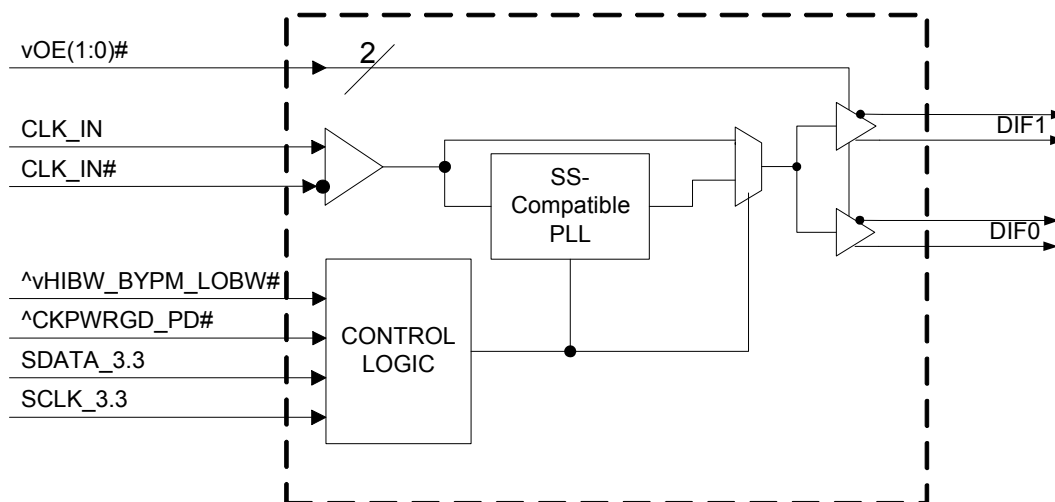 vOE(1:0)#
2
CLK_IN
CLK_IN#
SS-
Compatible
PLL
DIF1
DIF0
^vHIBW_BYPM_LOBW#
^CKPWRGD_PD#
SDATA_3.3
SCLK_3.3
CONTROL
LOGIC